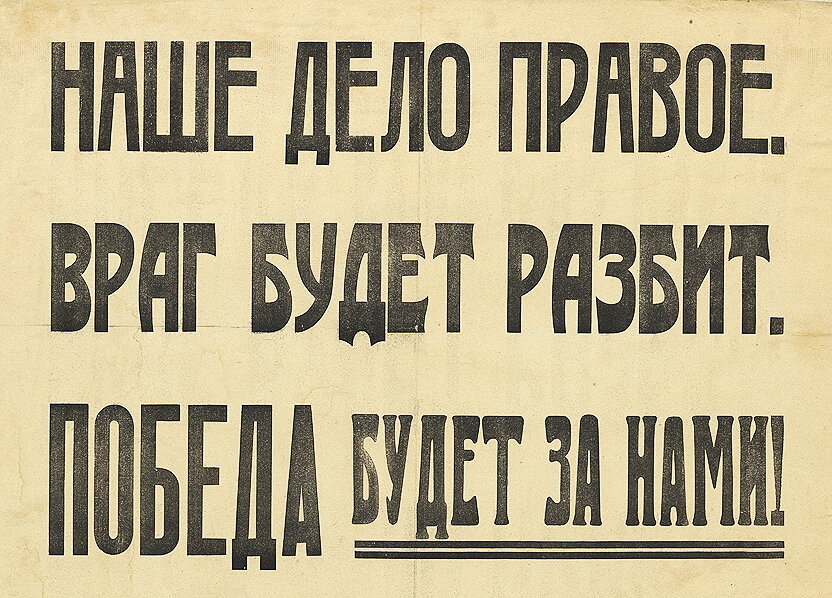 НАШЕ ДЕЛО ПРАВОЕ.
ВРАГ БУДЕТ РАЗБИТ.
ПОБЕДА БУДЕТ ЗА НАМИ!